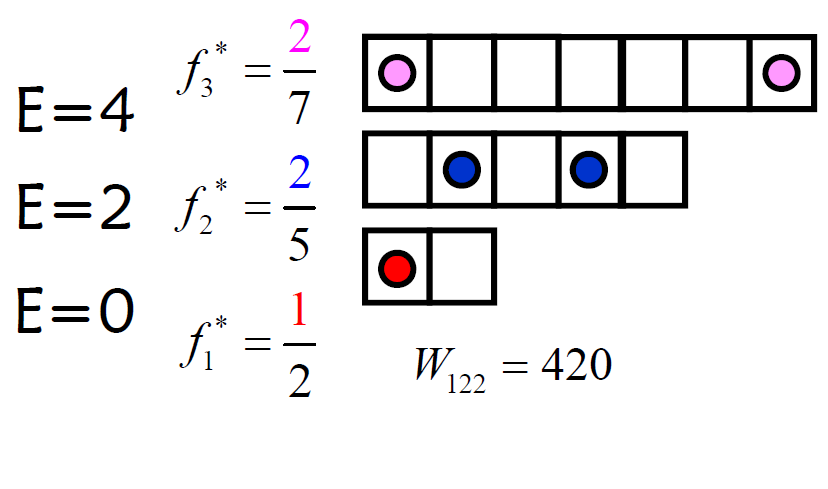 E=4 f₃* = 2/7
E=2 f₂* = 2/5
E=0 f₁* = 1/2
W₁₂₂ = 420